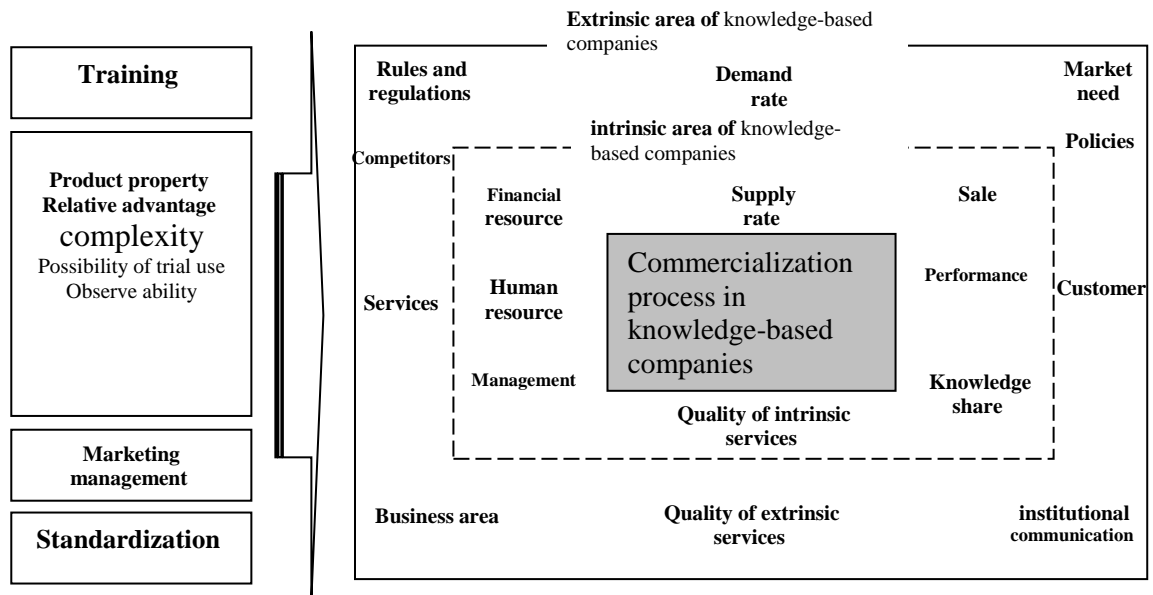 Training
Product property
Relative advantage
complexity
Possibility of trial use
Observe ability
Marketing
management
Standardization
Extrinsic area of knowledge-based
companies
Rules and
regulations
Demand
rate
Market
need
intrinsic area of knowledge-
based companies
Policies
Competitors
Financial
resource
Supply
rate
Sale
Commercialization
process in
knowledge-based
companies
Services
Human
resource
Performance
Customer
Management
Knowledge
share
Quality of intrinsic
services
Business area
Quality of extrinsic
services
institutional
communication